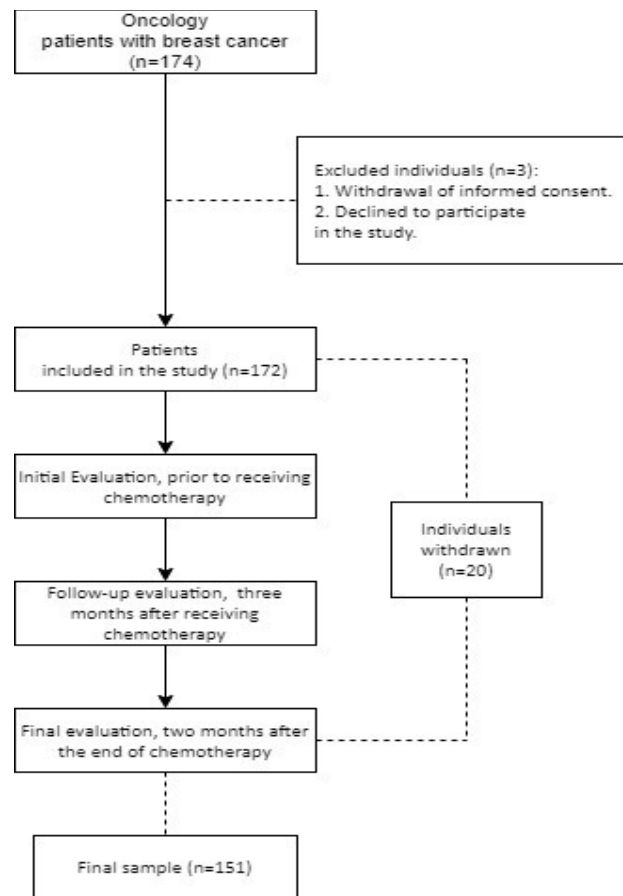 Oncology
patients with breast cancer
(n=174)
Excluded individuals (n=3):
1. Withdrawal of informed consent.
2. Declined to participate
in the study.
Patients
included in the study (n=172)
Initial Evaluation, prior to receiving
chemotherapy
Individuals
withdrawn
(n=20)
Follow-up evaluation, three
months after receiving
chemotherapy
Final evaluation, two months after
the end of chemotherapy
Final sample (n=151)